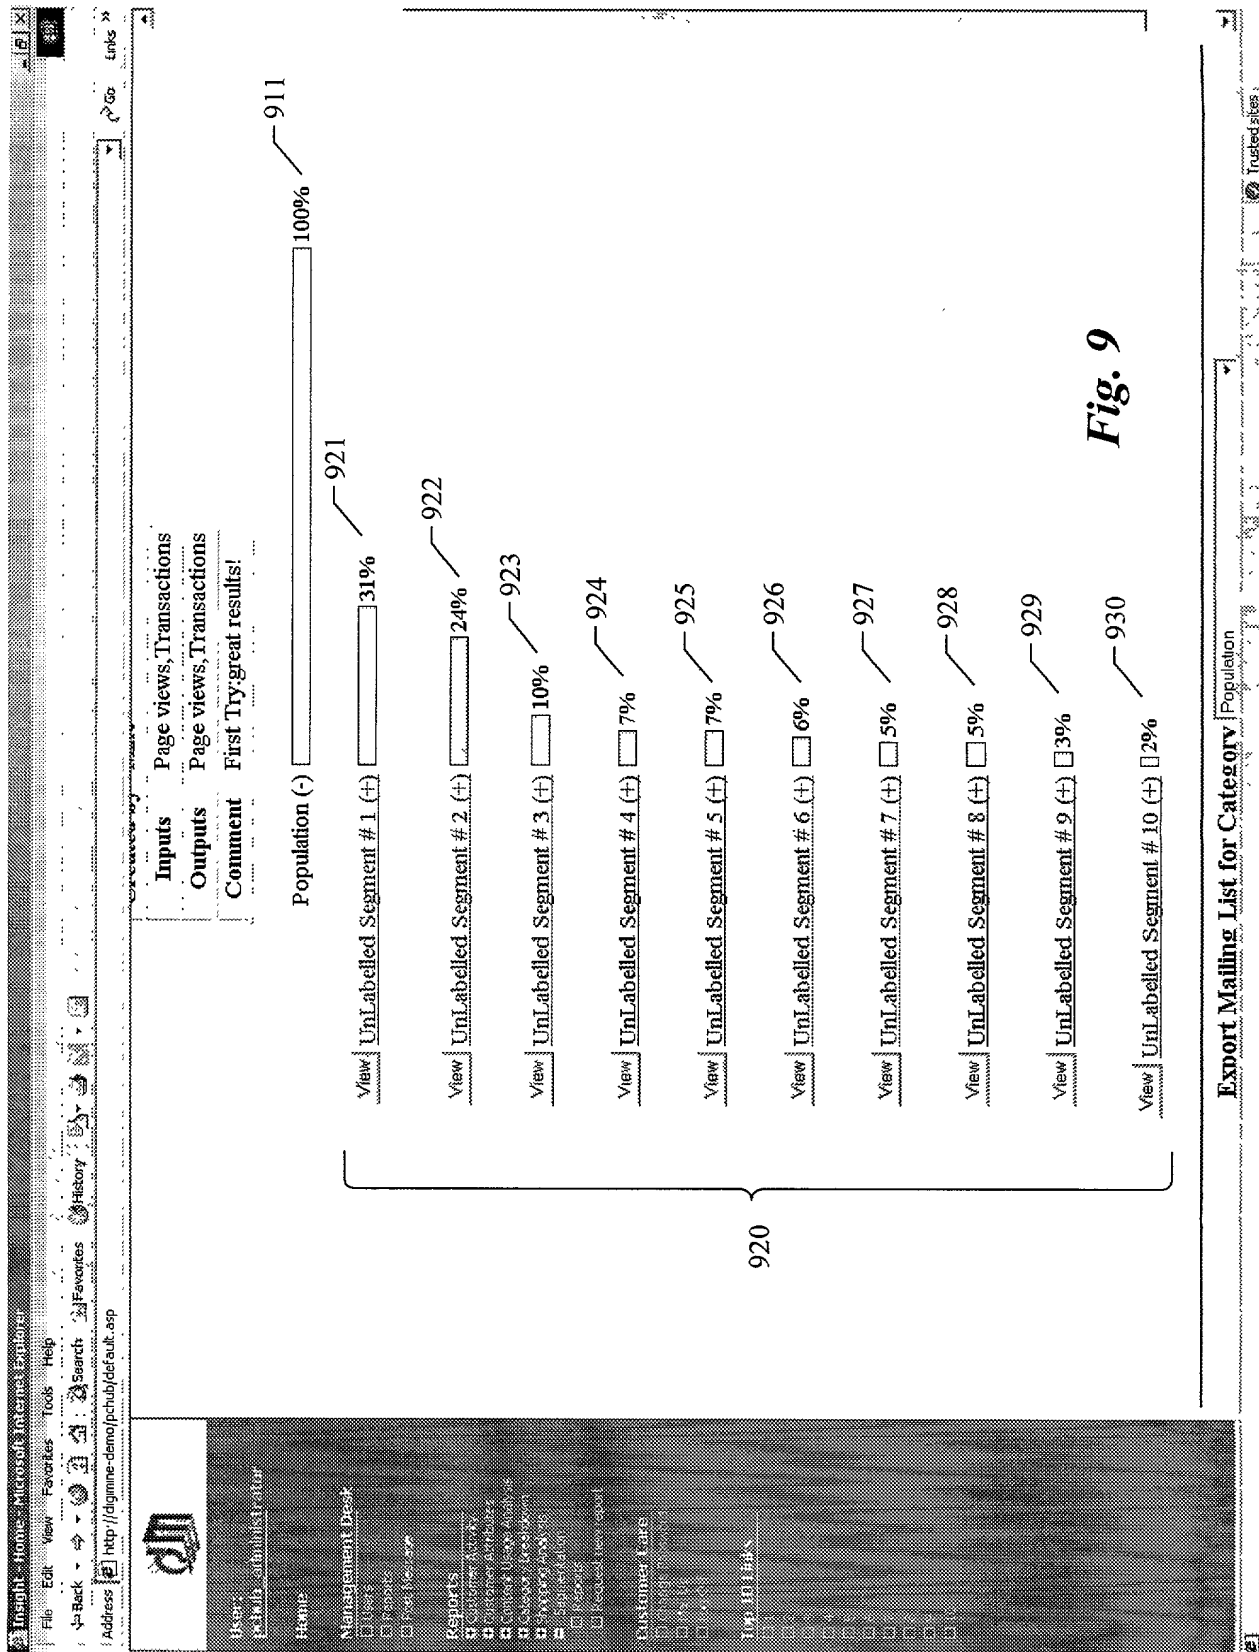 Insight - Home - Microsoft Internet Explorer
File Edit View Favorites Tools Help
Back Search Favorites History
Address http://digimine-demo/pchub/default.asp Go Links »
dm
Home
Management Desk
Users
Reports
Customer Care
Top 10 Links
Inputs Page views,Transactions
Outputs Page views,Transactions
Comment First Try:great results!
Population (-) 100% 911
920
View UnLabelled Segment # 1 (+) 31% 921
View UnLabelled Segment # 2 (+) 24% 922
View UnLabelled Segment # 3 (+) 10% 923
View UnLabelled Segment # 4 (+) 7% 924
View UnLabelled Segment # 5 (+) 7% 925
View UnLabelled Segment # 6 (+) 6% 926
View UnLabelled Segment # 7 (+) 5% 927
View UnLabelled Segment # 8 (+) 5% 928
View UnLabelled Segment # 9 (+) 3% 929
View UnLabelled Segment # 10 (+) 2% 930
Fig. 9
Export Mailing List for Category Population
Trusted sites